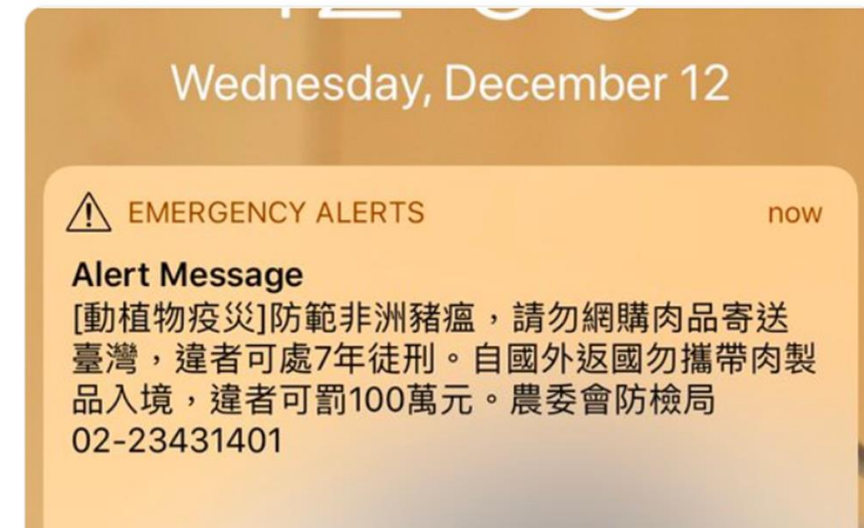 Wednesday, December 12
EMERGENCY ALERTS now
Alert Message
[動植物疫災]防範非洲豬瘟，請勿網購肉品寄送
臺灣，違者可處7年徒刑。自國外返國勿攜帶肉製
品入境，違者可罰100萬元。農委會防檢局
02-23431401